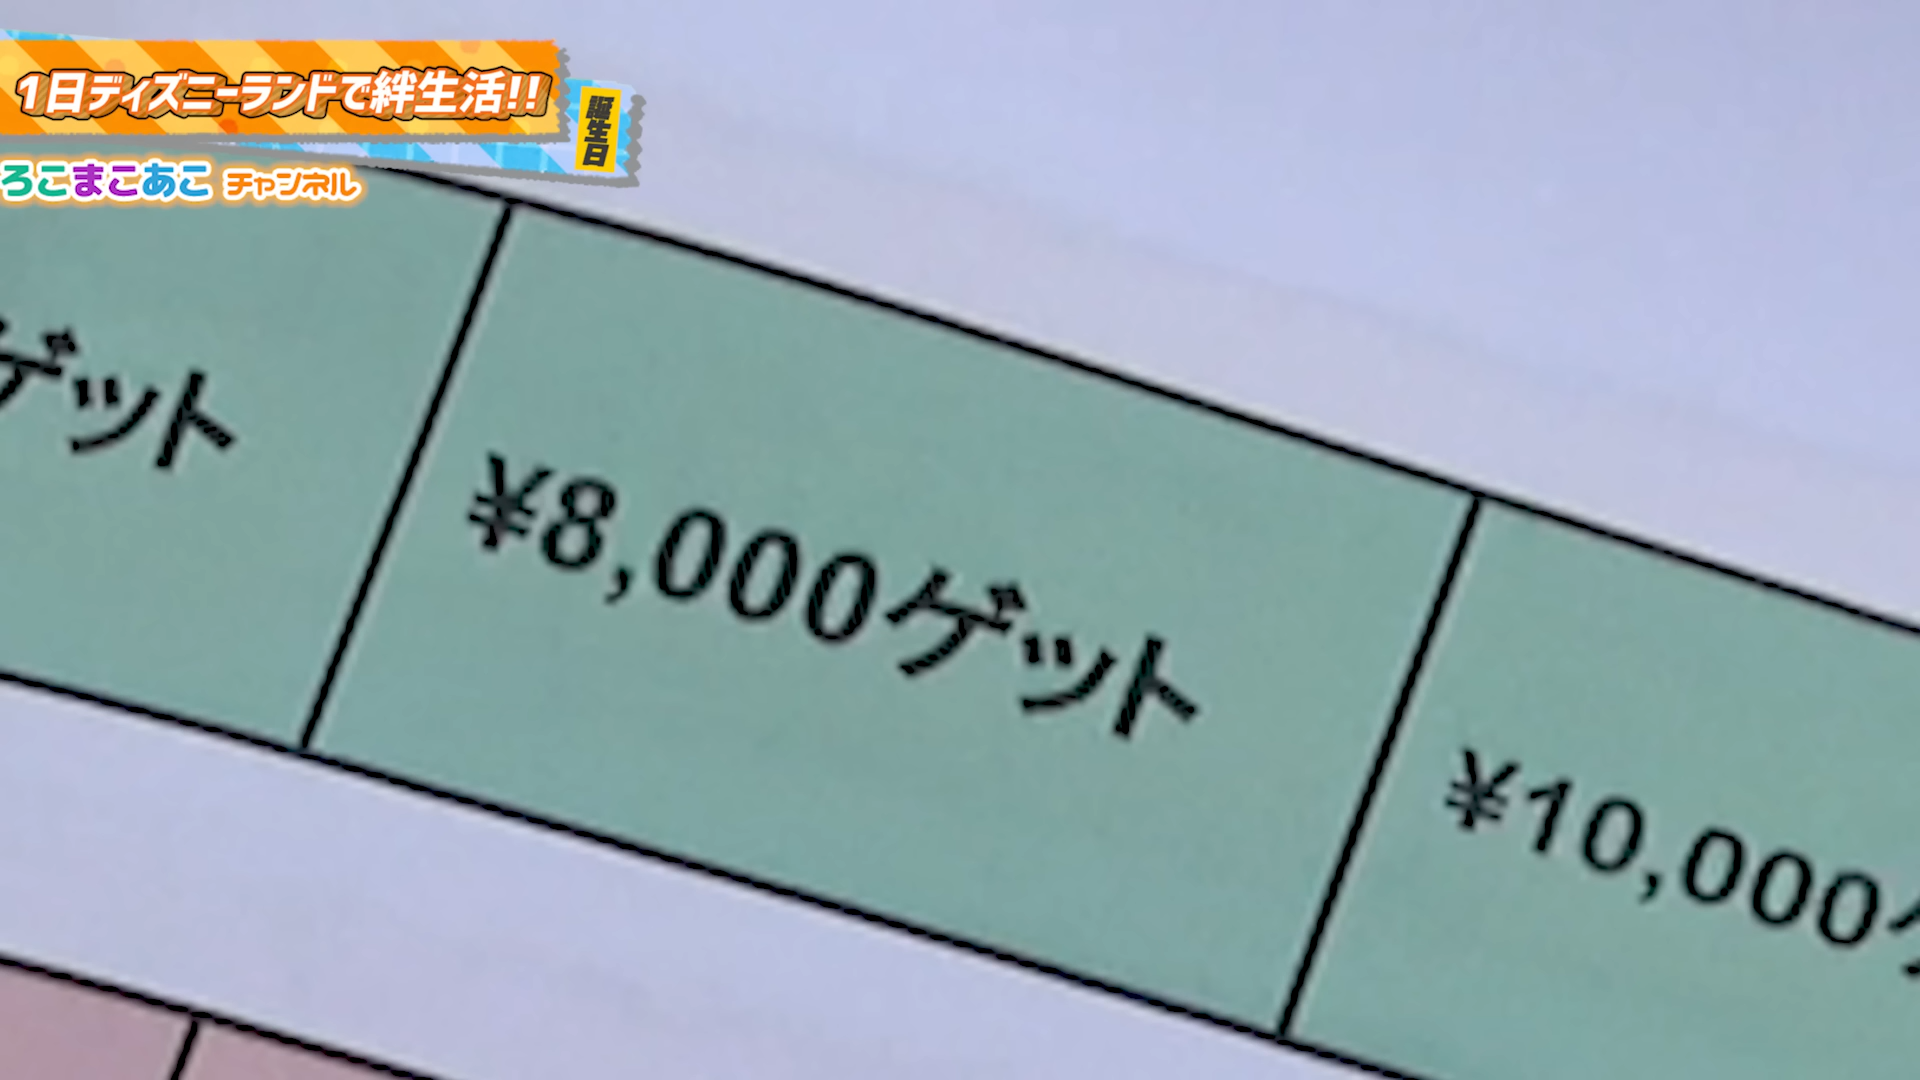 1日ディズニーランドで絆生活!!
誕生日
ろこまこあこ チャンネル
ゲット
¥8,000ゲット
¥10,000